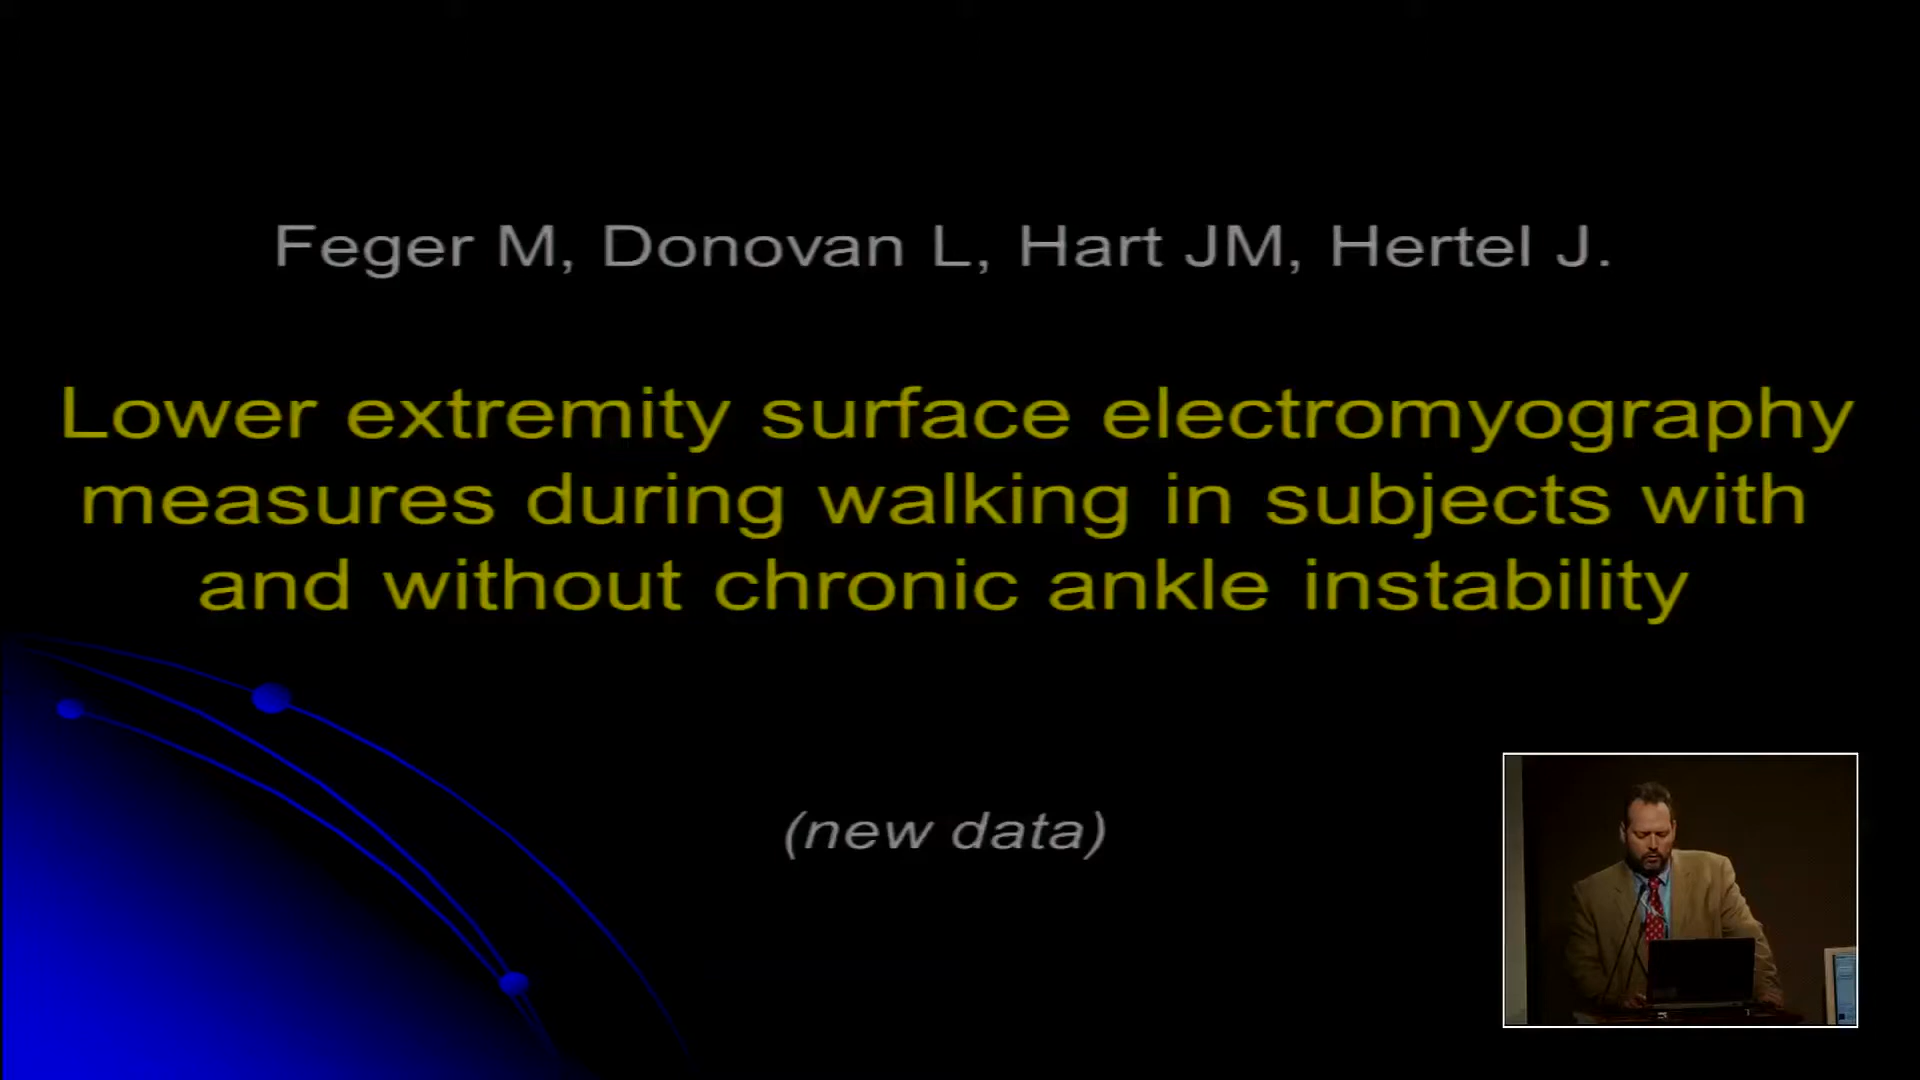 Feger M, Donovan L, Hart JM, Hertel J.
Lower extremity surface electromyography
measures during walking in subjects with
and without chronic ankle instability
(new data)